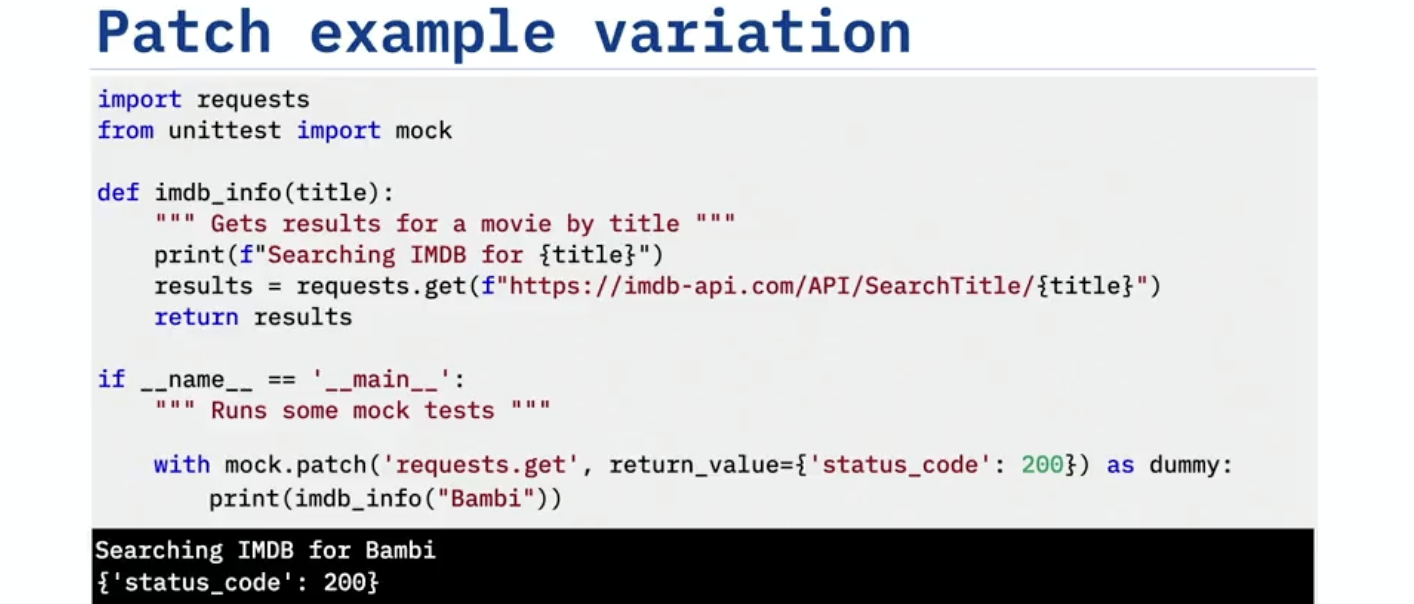 Patch example variation
import requests
from unittest import mock
def imdb_info(title):
""" Gets results for a movie by title """
print(f"Searching IMDB for {title}")
results = requests.get(f"https://imdb-api.com/API/SearchTitle/{title}")
return results
if __name__ == '__main__':
""" Runs some mock tests """
with mock.patch('requests.get', return_value={'status_code': 200}) as dummy:
print(imdb_info("Bambi"))
Searching IMDB for Bambi
{'status_code': 200}